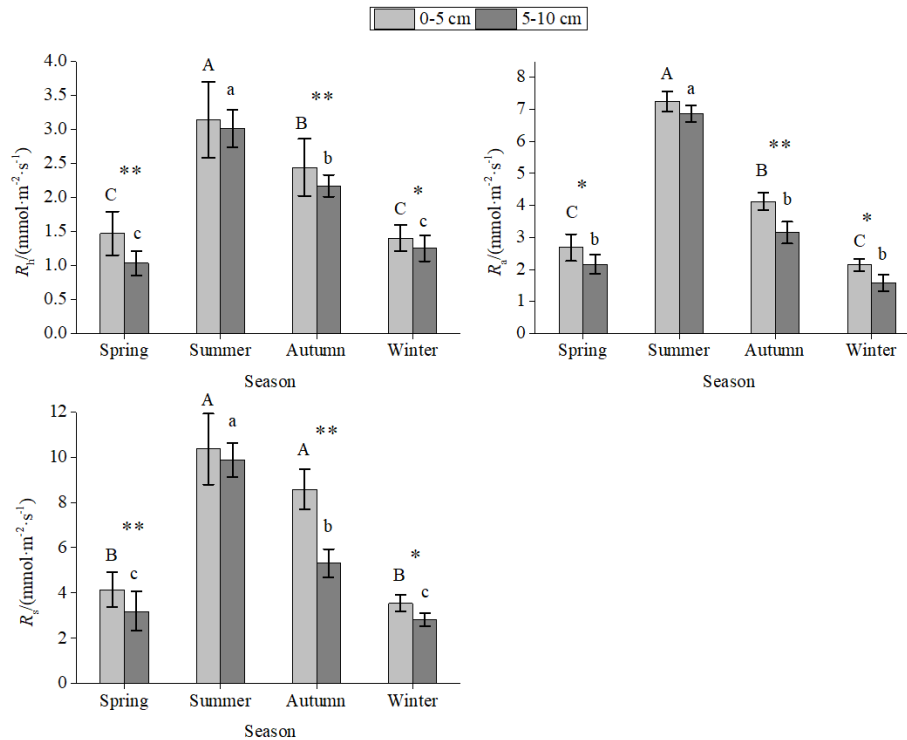 0-5 cm 5-10 cm
Rh/(mmol·m⁻²·s⁻¹)
4.0
3.5
3.0
2.5
2.0
1.5
1.0
0.5
0.0
C c **
A a
B b **
C c *
Spring Summer Autumn Winter
Season
Ra/(mmol·m⁻²·s⁻¹)
8
7
6
5
4
3
2
1
0
C b *
A a
B b **
C b *
Spring Summer Autumn Winter
Season
Rs/(mmol·m⁻²·s⁻¹)
12
10
8
6
4
2
0
B c **
A a
A b **
B c *
Spring Summer Autumn Winter
Season